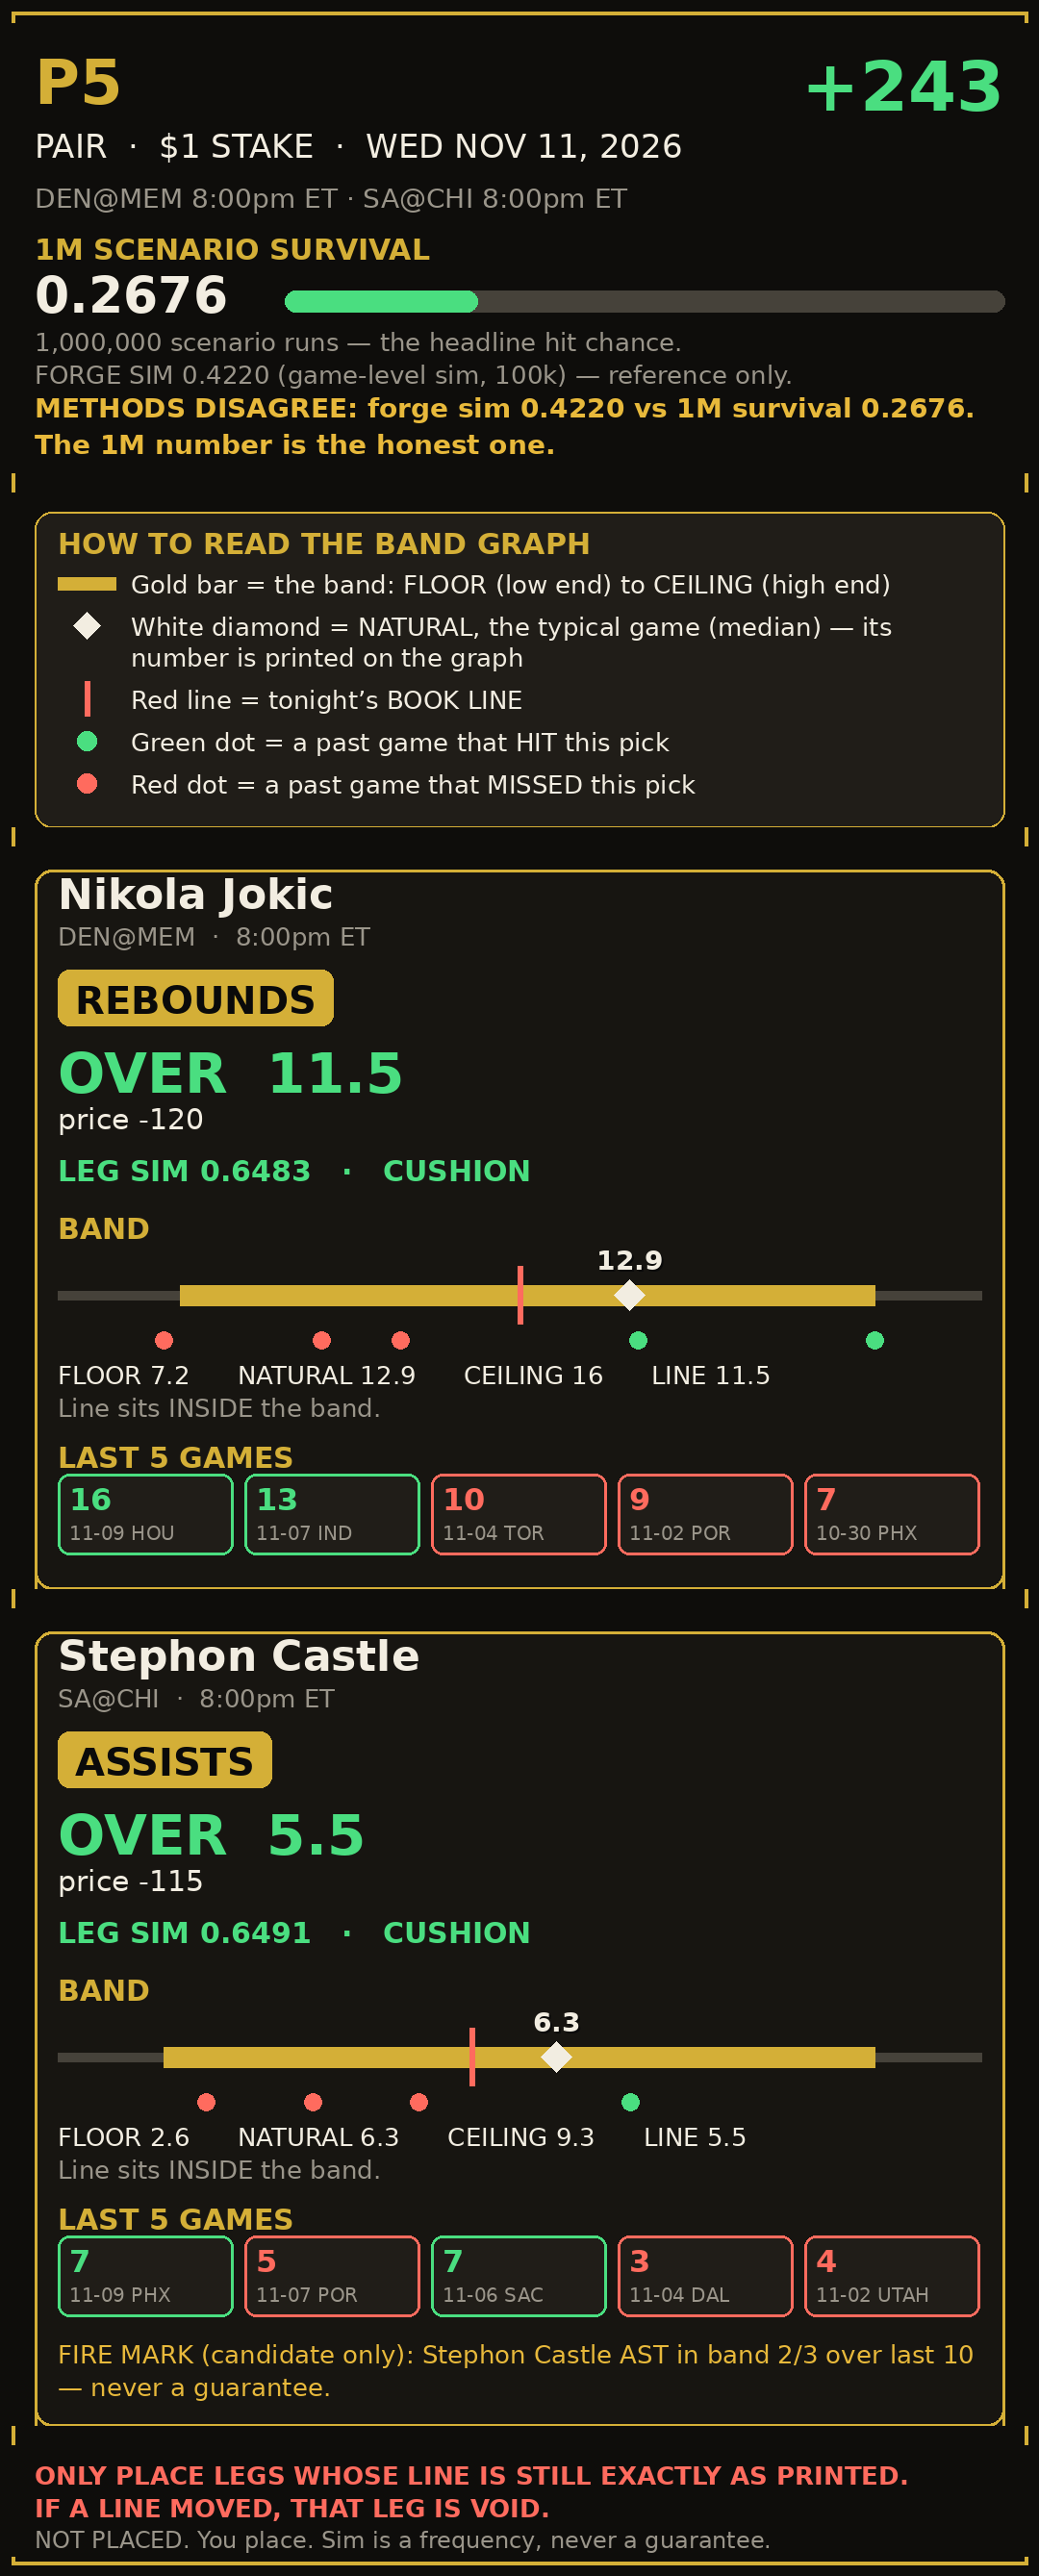 P5
+243
PAIR · $1 STAKE · WED NOV 11, 2026
DEN@MEM 8:00pm ET · SA@CHI 8:00pm ET
1M SCENARIO SURVIVAL
0.2676
1,000,000 scenario runs — the headline hit chance.
FORGE SIM 0.4220 (game-level sim, 100k) — reference only.
METHODS DISAGREE: forge sim 0.4220 vs 1M survival 0.2676.
The 1M number is the honest one.
HOW TO READ THE BAND GRAPH
Gold bar = the band: FLOOR (low end) to CEILING (high end)
White diamond = NATURAL, the typical game (median) — its
number is printed on the graph
Red line = tonight’s BOOK LINE
Green dot = a past game that HIT this pick
Red dot = a past game that MISSED this pick
Nikola Jokic
DEN@MEM · 8:00pm ET
REBOUNDS
OVER 11.5
price -120
LEG SIM 0.6483 · CUSHION
BAND
12.9
FLOOR 7.2 NATURAL 12.9 CEILING 16 LINE 11.5
Line sits INSIDE the band.
LAST 5 GAMES
16 13 10 9 7
11-09 HOU 11-07 IND 11-04 TOR 11-02 POR 10-30 PHX
Stephon Castle
SA@CHI · 8:00pm ET
ASSISTS
OVER 5.5
price -115
LEG SIM 0.6491 · CUSHION
BAND
6.3
FLOOR 2.6 NATURAL 6.3 CEILING 9.3 LINE 5.5
Line sits INSIDE the band.
LAST 5 GAMES
7 5 7 3 4
11-09 PHX 11-07 POR 11-06 SAC 11-04 DAL 11-02 UTAH
FIRE MARK (candidate only): Stephon Castle AST in band 2/3 over last 10
— never a guarantee.
ONLY PLACE LEGS WHOSE LINE IS STILL EXACTLY AS PRINTED.
IF A LINE MOVED, THAT LEG IS VOID.
NOT PLACED. You place. Sim is a frequency, never a guarantee.